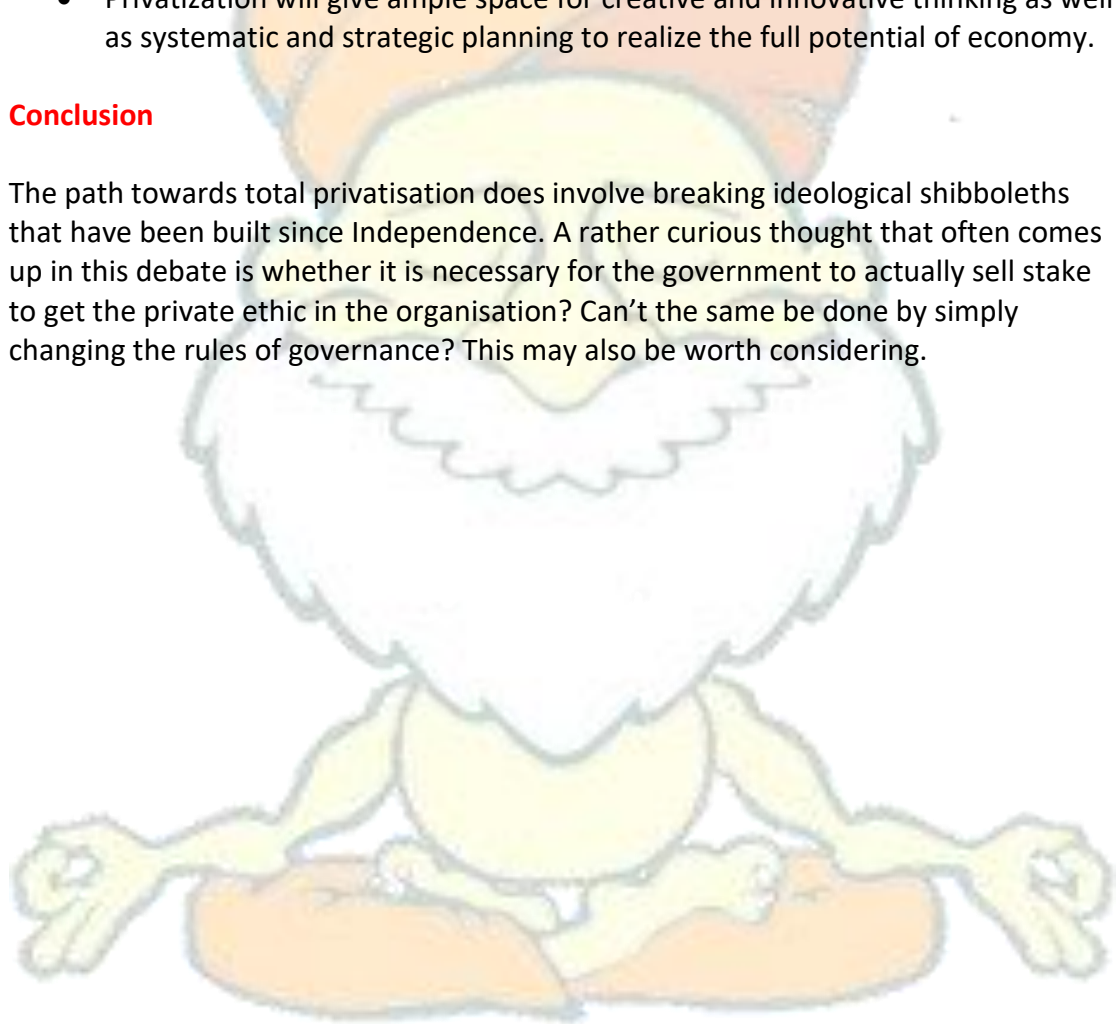 • Privatization will give ample space for creative and innovative thinking as well
as systematic and strategic planning to realize the full potential of economy.
Conclusion
The path towards total privatisation does involve breaking ideological shibboleths
that have been built since Independence. A rather curious thought that often comes
up in this debate is whether it is necessary for the government to actually sell stake
to get the private ethic in the organisation? Can’t the same be done by simply
changing the rules of governance? This may also be worth considering.